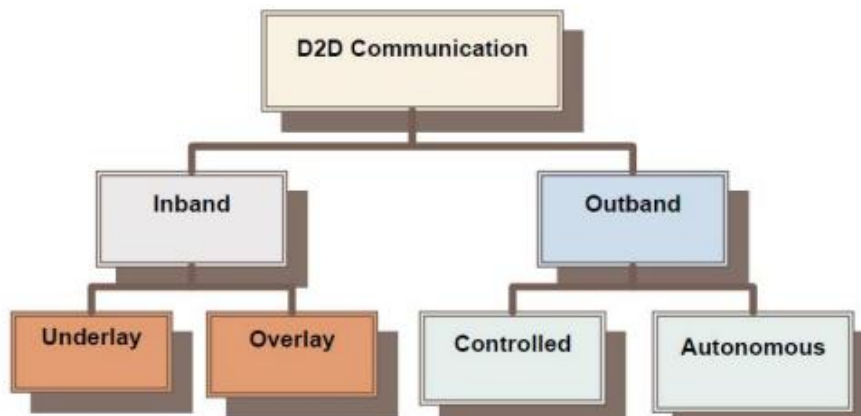 D2D Communication
Inband
Outband
Underlay
Overlay
Controlled
Autonomous